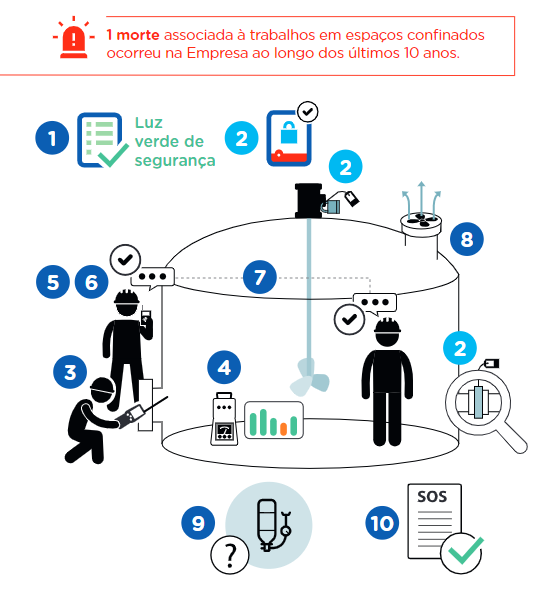 1 morte associada à trabalhos em espaços confinados
ocorreu na Empresa ao longo dos últimos 10 anos.
1
Luz
verde de
segurança
2
2
8
5
6
7
3
4
2
9
?
10
SOS